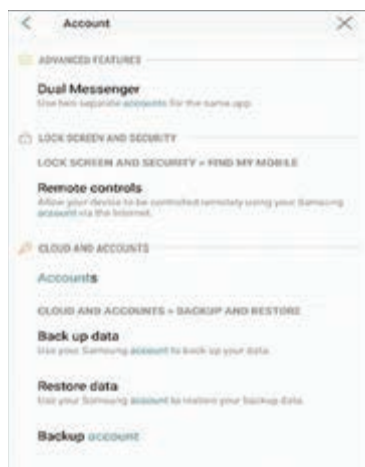 Account
ADVANCED FEATURES
Dual Messenger
Use two separate accounts for the same app.
LOCK SCREEN AND SECURITY
LOCK SCREEN AND SECURITY > FIND MY MOBILE
Remote controls
Allow your device to be controlled remotely using your Samsung
account via the Internet.
CLOUD AND ACCOUNTS
Accounts
CLOUD AND ACCOUNTS > BACKUP AND RESTORE
Back up data
Use your Samsung account to back up your data.
Restore data
Use your Samsung account to restore your backup data.
Backup account